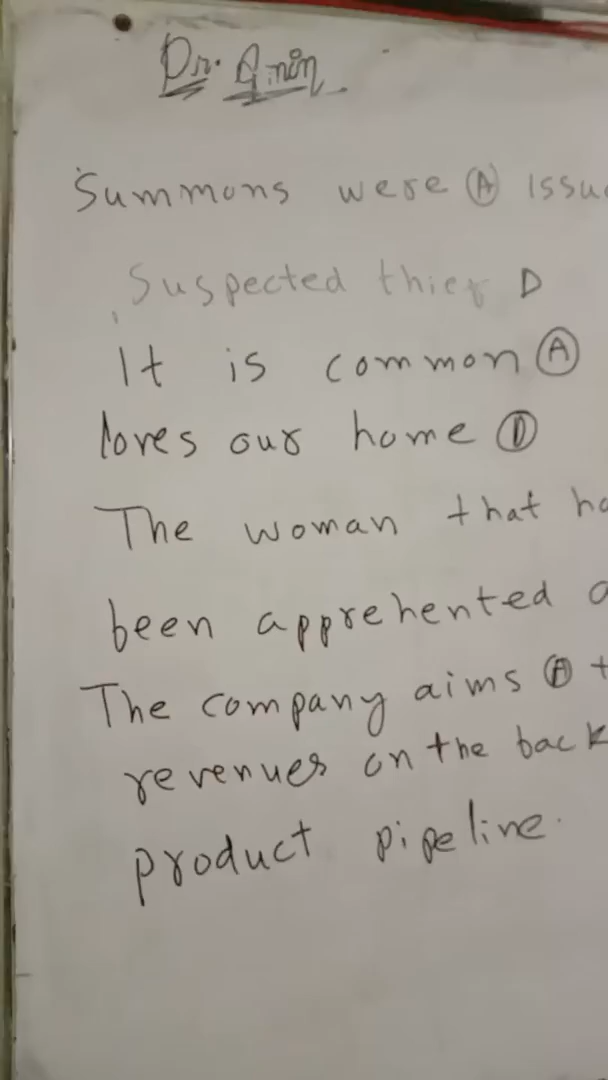 Dr. Amin
Summons were Ⓐ issu
suspected thief D
It is common Ⓐ
loves our home Ⓓ
The woman that ha
been apprehented
The company aims Ⓐ t
revenues on the back
product pipeline.